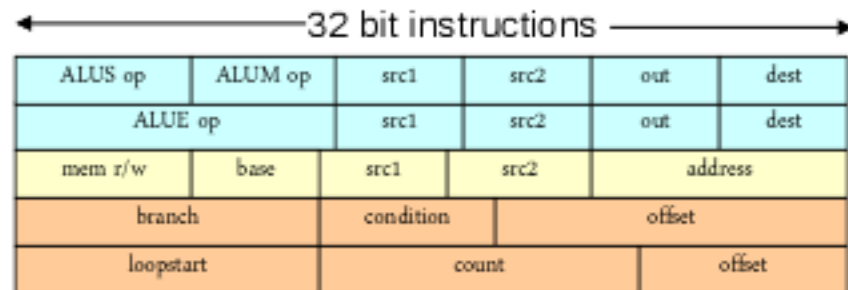 32 bit instructions
ALUS op ALUM op src1 src2 out dest
ALUE op src1 src2 out dest
mem r/w base src1 src2 address
branch condition offset
loopstart count offset